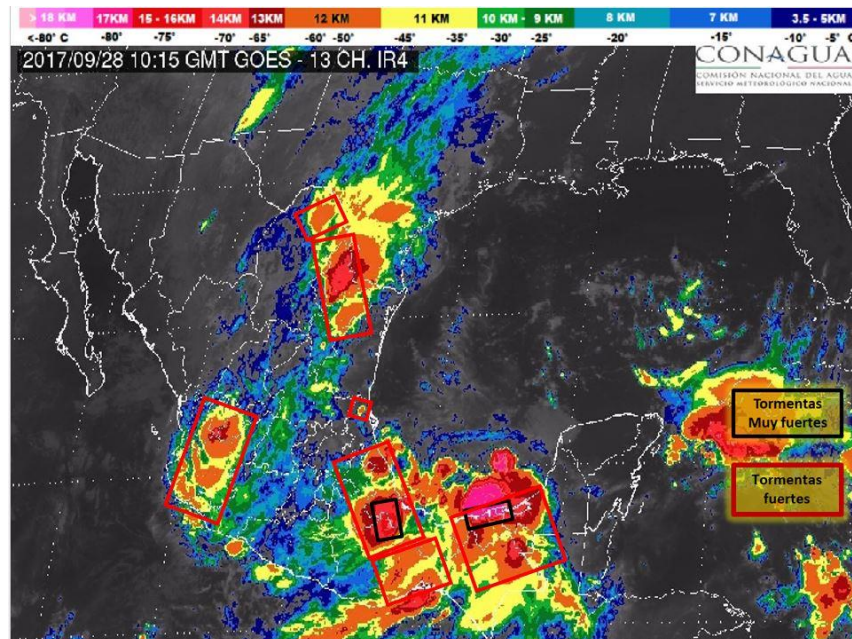 > 18 KM 17KM 15 - 16KM 14KM 13KM 12 KM 11 KM 10 KM - 9 KM 8 KM 7 KM 3.5 - 5KM
<-80° C -80° -75° -70° -65° -60° -50° -45° -40° -35° -30° -25° -20° -15° -10° -5°
2017/09/28 10:15 GMT GOES - 13 CH. IR4
CONAGUA
COMISIÓN NACIONAL DEL AGUA
SERVICIO METEOROLÓGICO NACIONAL
Tormentas
Muy fuertes
Tormentas
fuertes